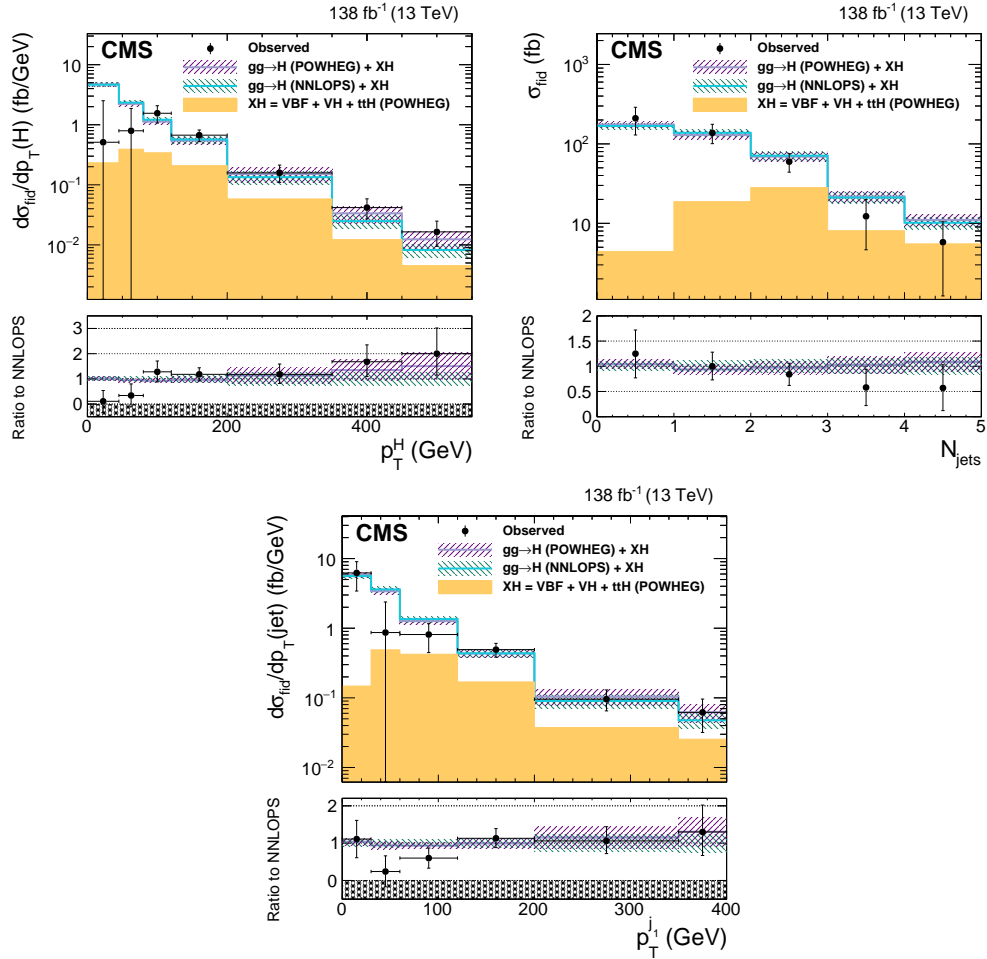 138 fb⁻¹ (13 TeV)
CMS
Observed
gg→H (POWHEG) + XH
gg→H (NNLOPS) + XH
XH = VBF + VH + ttH (POWHEG)
dσ_fid/dp_T(H) (fb/GeV)
10
1
10⁻¹
10⁻²
Ratio to NNLOPS
3
2
1
0
0 200 400
p_T^H (GeV)
138 fb⁻¹ (13 TeV)
CMS
Observed
gg→H (POWHEG) + XH
gg→H (NNLOPS) + XH
XH = VBF + VH + ttH (POWHEG)
σ_fid (fb)
10³
10²
10
Ratio to NNLOPS
2
1.5
1
0.5
0
0 1 2 3 4 5
N_jets
138 fb⁻¹ (13 TeV)
CMS
Observed
gg→H (POWHEG) + XH
gg→H (NNLOPS) + XH
XH = VBF + VH + ttH (POWHEG)
dσ_fid/dp_T(jet) (fb/GeV)
10
1
10⁻¹
10⁻²
Ratio to NNLOPS
2
1
0
0 100 200 300 400
p_T^j₁ (GeV)